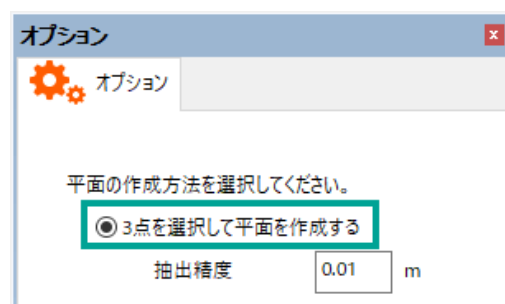 オプション
オプション
平面の作成方法を選択してください。
3点を選択して平面を作成する
抽出精度 0.01 m